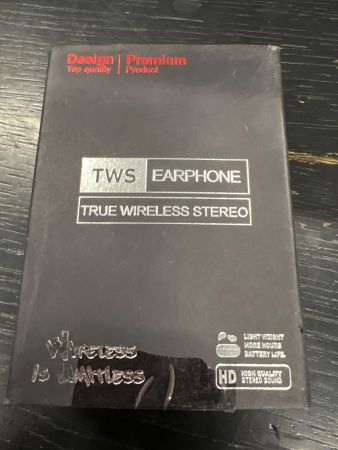 Design | Premium
Top quality | Product
TWS EARPHONE
TRUE WIRELESS STEREO
WIRELESS
IS LIMITLESS
LIGHT WEIGHT
MORE HOURS
BATTERY LIFE.
HD HIGH QUALITY
STEREO SOUND